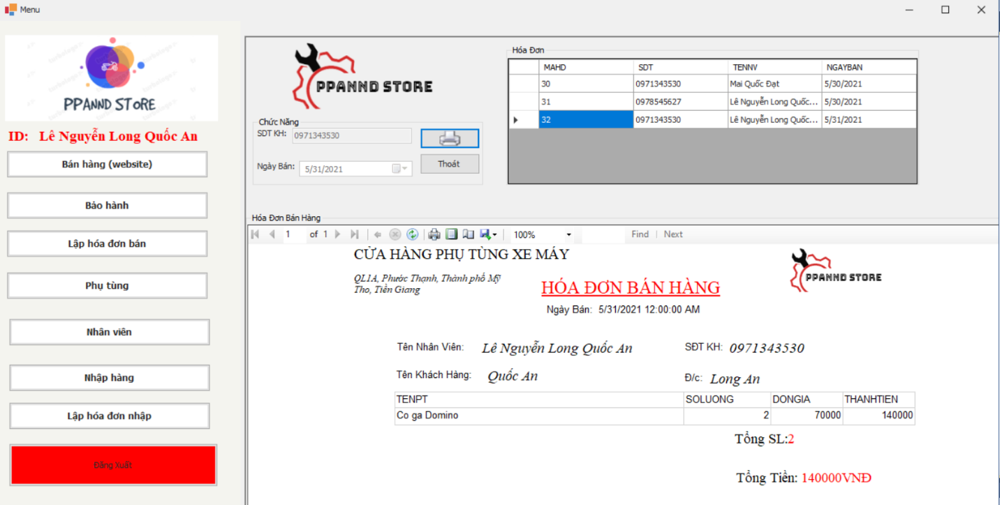 Menu
PPANND STORE
ID: Lê Nguyễn Long Quốc An
Bán hàng (website)
Bảo hành
Lập hóa đơn bán
Phụ tùng
Nhân viên
Nhập hàng
Lập hóa đơn nhập
Đăng Xuất
PPANND STORE
Chức Năng
SDT KH: 0971343530
Ngày Bán: 5/31/2021
Thoát
Hóa Đơn
MAHD SDT TENNV NGAYBAN
30 0971343530 Mai Quốc Đạt 5/30/2021
31 0978545627 Lê Nguyễn Long Quốc... 5/30/2021
32 0971343530 Lê Nguyễn Long Quốc... 5/31/2021
Hóa Đơn Bán Hàng
1 of 1 100% Find | Next
CỬA HÀNG PHỤ TÙNG XE MÁY
QL1A, Phước Thạnh, Thành phố Mỹ
Tho, Tiền Giang
HÓA ĐƠN BÁN HÀNG
PPANND STORE
Ngày Bán: 5/31/2021 12:00:00 AM
Tên Nhân Viên: Lê Nguyễn Long Quốc An SĐT KH: 0971343530
Tên Khách Hàng: Quốc An Đ/c: Long An
TENPT SOLUONG DONGIA THANHTIEN
Co ga Domino 2 70000 140000
Tổng SL:2
Tổng Tiền: 140000VNĐ